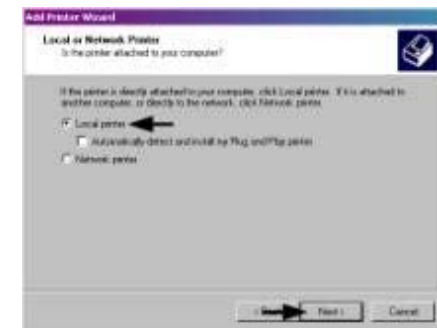 Add Printer Wizard
Local or Network Printer
Is the printer attached to your computer?
If the printer is directly attached to your computer, click Local printer. If it is attached to
another computer, or directly to the network, click Network printer.
Local printer
Automatically detect and install my Plug and Play printer
Network printer
Next >
Cancel